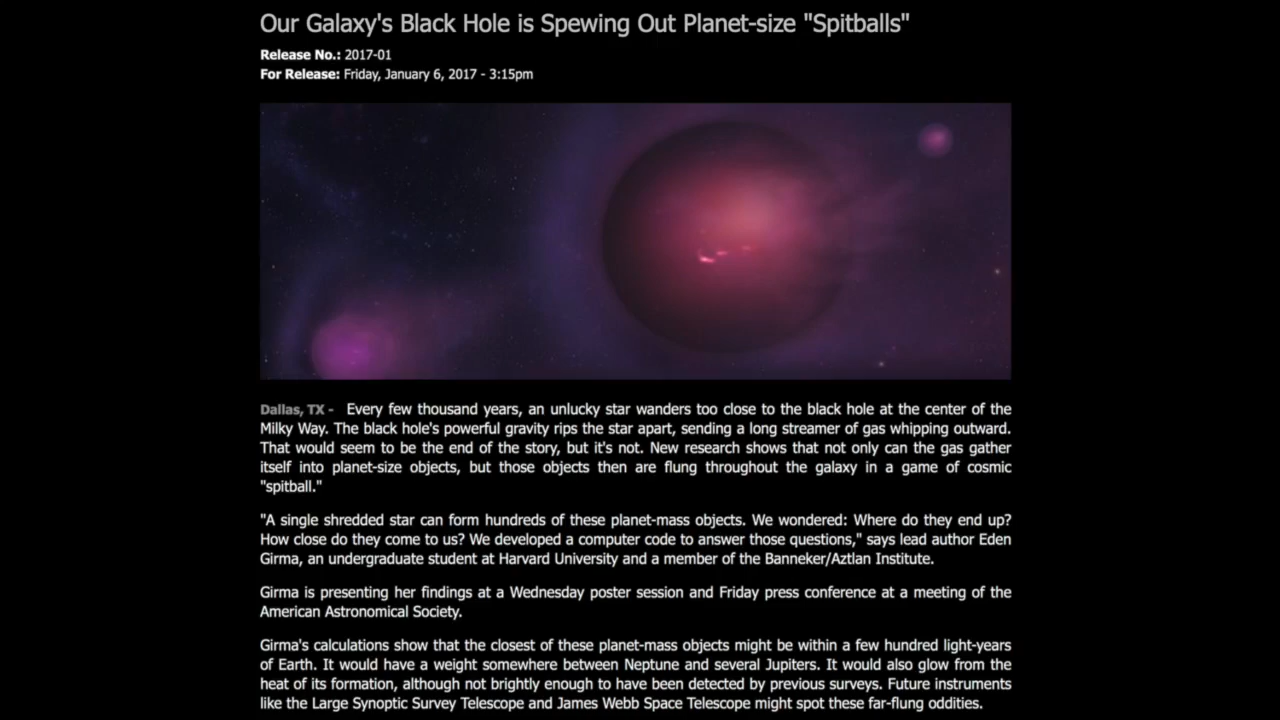 Our Galaxy's Black Hole is Spewing Out Planet-size "Spitballs"
Release No.: 2017-01
For Release: Friday, January 6, 2017 - 3:15pm
Dallas, TX - Every few thousand years, an unlucky star wanders too close to the black hole at the center of the
Milky Way. The black hole's powerful gravity rips the star apart, sending a long streamer of gas whipping outward.
That would seem to be the end of the story, but it's not. New research shows that not only can the gas gather
itself into planet-size objects, but those objects then are flung throughout the galaxy in a game of cosmic
"spitball."
"A single shredded star can form hundreds of these planet-mass objects. We wondered: Where do they end up?
How close do they come to us? We developed a computer code to answer those questions," says lead author Eden
Girma, an undergraduate student at Harvard University and a member of the Banneker/Aztlan Institute.
Girma is presenting her findings at a Wednesday poster session and Friday press conference at a meeting of the
American Astronomical Society.
Girma's calculations show that the closest of these planet-mass objects might be within a few hundred light-years
of Earth. It would have a weight somewhere between Neptune and several Jupiters. It would also glow from the
heat of its formation, although not brightly enough to have been detected by previous surveys. Future instruments
like the Large Synoptic Survey Telescope and James Webb Space Telescope might spot these far-flung oddities.